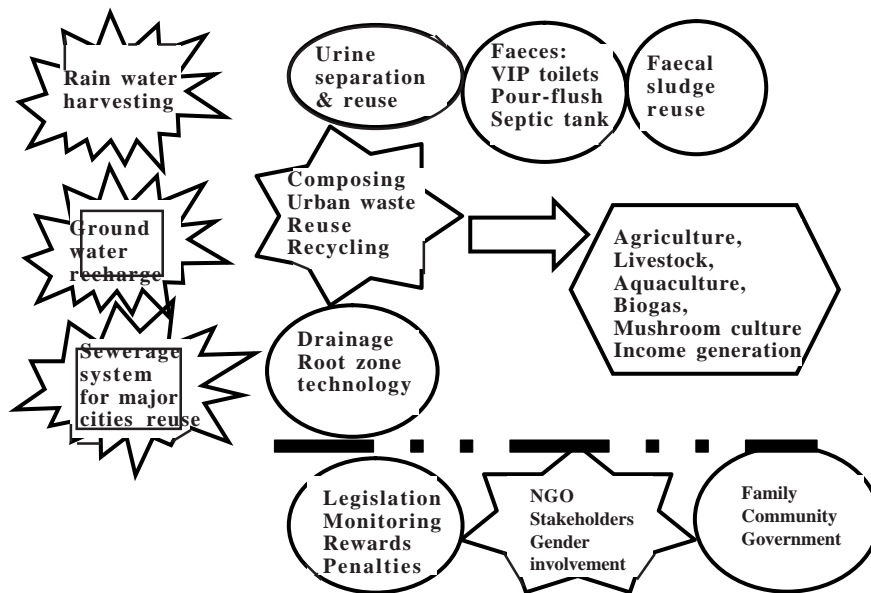 Rain water
harvesting
Urine
separation
& reuse
Faeces:
VIP toilets
Pour-flush
Septic tank
Faecal
sludge
reuse
Ground
water
recharge
Composing
Urban waste
Reuse
Recycling
Agriculture,
Livestock,
Aquaculture,
Biogas,
Mushroom culture
Income generation
Sewerage
system
for major
cities reuse
Drainage
Root zone
technology
Legislation
Monitoring
Rewards
Penalties
NGO
Stakeholders
Gender
involvement
Family
Community
Government